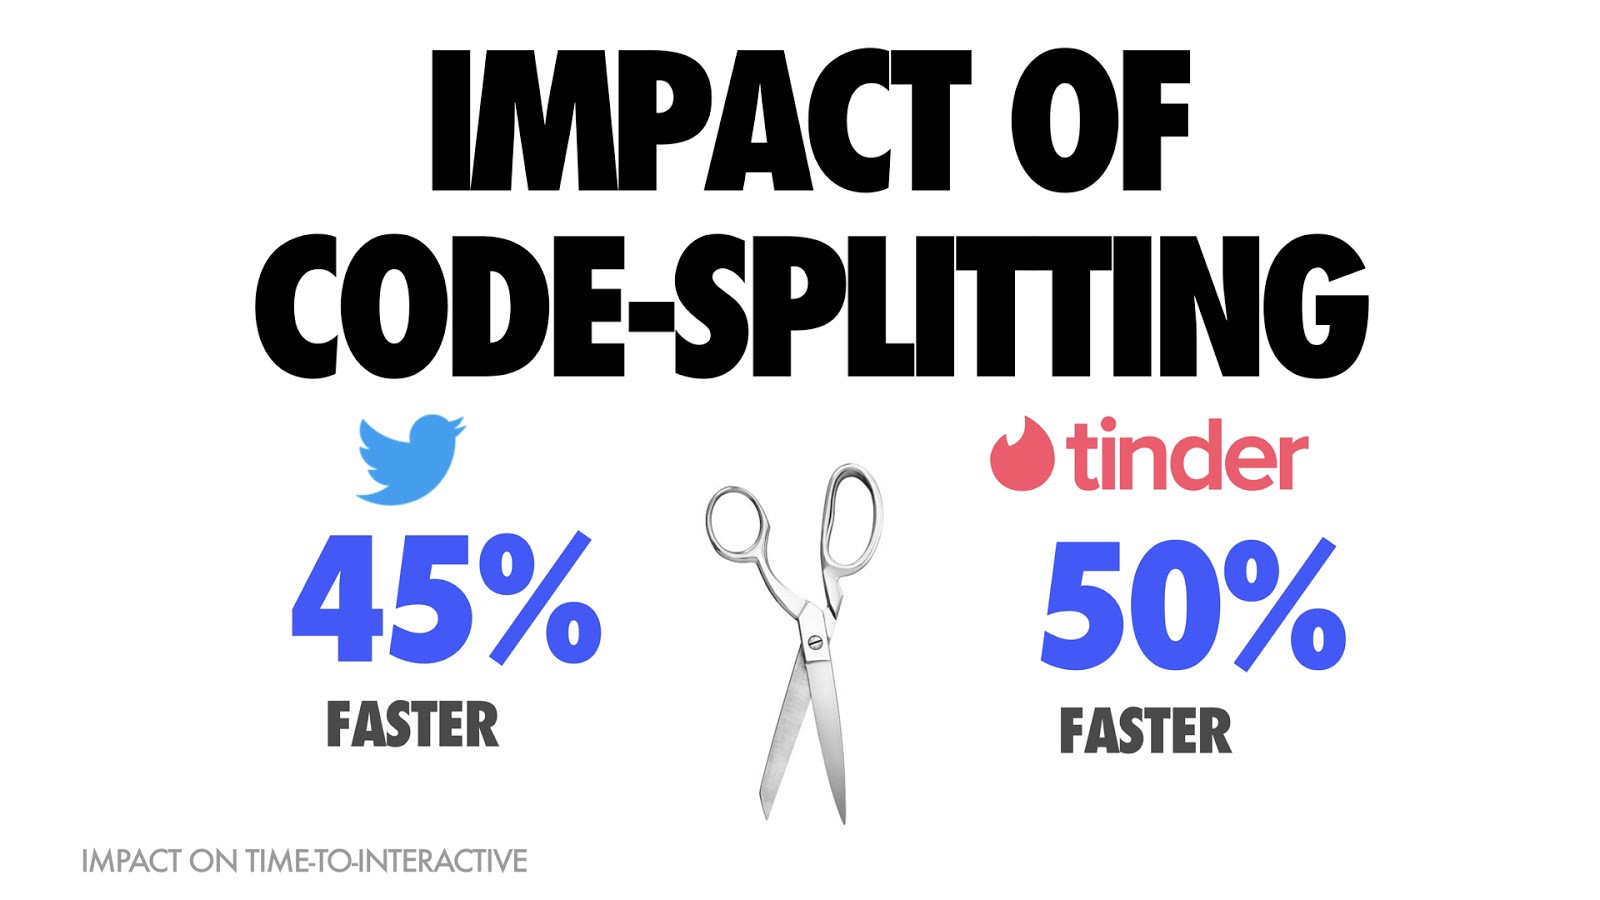 IMPACT OF
CODE-SPLITTING
tinder
45%
50%
FASTER
FASTER
IMPACT ON TIME-TO-INTERACTIVE